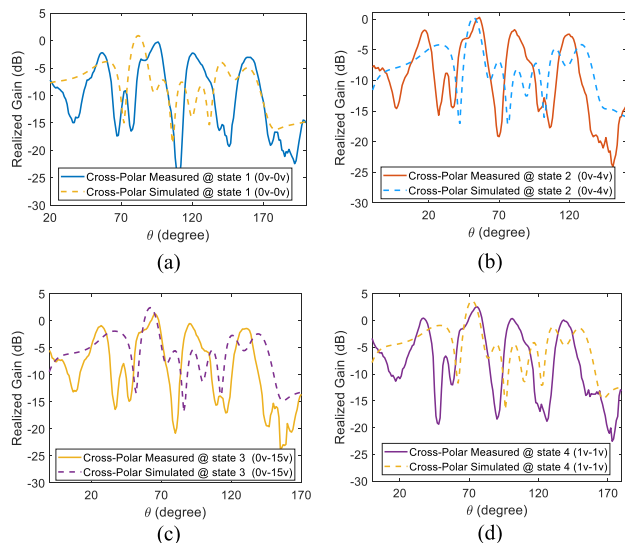 5
0
-5
-10
-15
-20
-25
-30
Realized Gain (dB)
Cross-Polar Measured @ state 1 (0v-0v)
Cross-Polar Simulated @ state 1 (0v-0v)
20 70 120 170
θ (degree)
(a)
0
-5
-10
-15
-20
-25
-30
Realized Gain (dB)
Cross-Polar Measured @ state 2 (0v-4v)
Cross-Polar Simulated @ state 2 (0v-4v)
20 70 120
θ (degree)
(b)
5
0
-5
-10
-15
-20
-25
-30
Realized Gain (dB)
Cross-Polar Measured @ state 3 (0v-15v)
Cross-Polar Simulated @ state 3 (0v-15v)
20 70 120 170
θ (degree)
(c)
5
0
-5
-10
-15
-20
-25
-30
Realized Gain (dB)
Cross-Polar Measured @ state 4 (1v-1v)
Cross-Polar Simulated @ state 4 (1v-1v)
20 70 120 170
θ (degree)
(d)